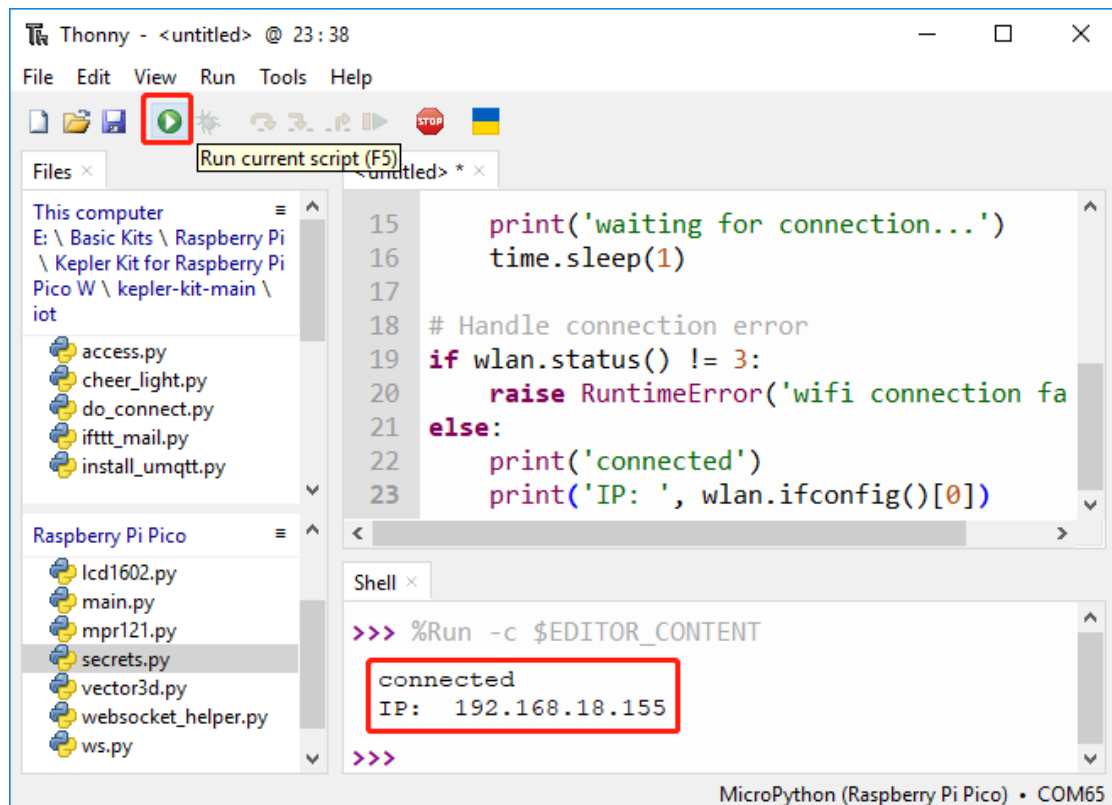 Thonny - <untitled> @ 23:38
File Edit View Run Tools Help
STOP
Run current script (F5)
Files
<untitled> *
This computer
E: \ Basic Kits \ Raspberry Pi
\ Kepler Kit for Raspberry Pi
Pico W \ kepler-kit-main \
iot
access.py
cheer_light.py
do_connect.py
ifttt_mail.py
install_umqtt.py
15 print('waiting for connection...')
16 time.sleep(1)
17
18 # Handle connection error
19 if wlan.status() != 3:
20 raise RuntimeError('wifi connection fa
21 else:
22 print('connected')
23 print('IP: ', wlan.ifconfig()[0])
Raspberry Pi Pico
lcd1602.py
main.py
mpr121.py
secrets.py
vector3d.py
websocket_helper.py
ws.py
Shell
>>> %Run -c $EDITOR_CONTENT
connected
IP: 192.168.18.155
>>>
MicroPython (Raspberry Pi Pico) • COM65